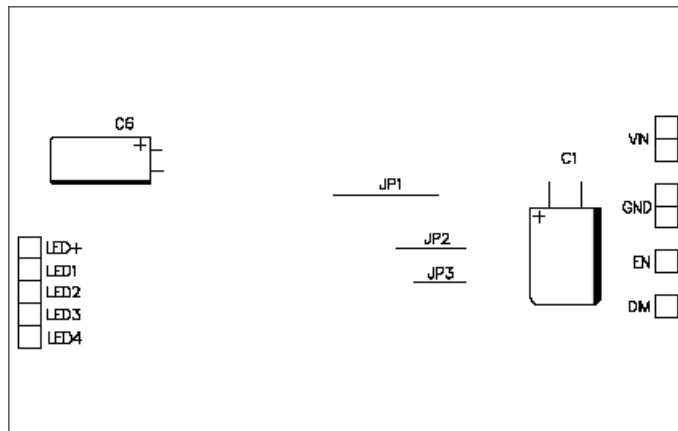 C6
+
VIN
C1
JP1
GND
+
LED+
JP2
LED1
EN
JP3
LED2
LED3
DIM
LED4